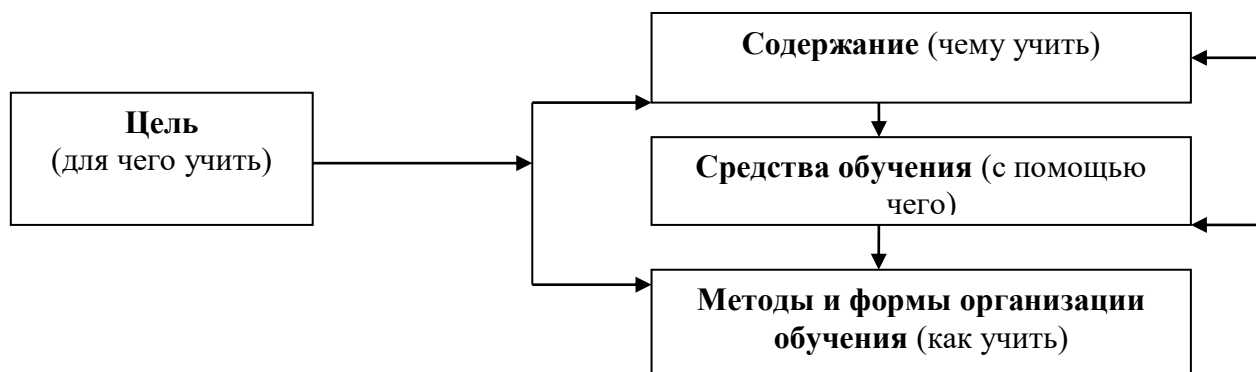 Содержание (чему учить)
Цель
(для чего учить)
Средства обучения (с помощью
чего)
Методы и формы организации
обучения (как учить)